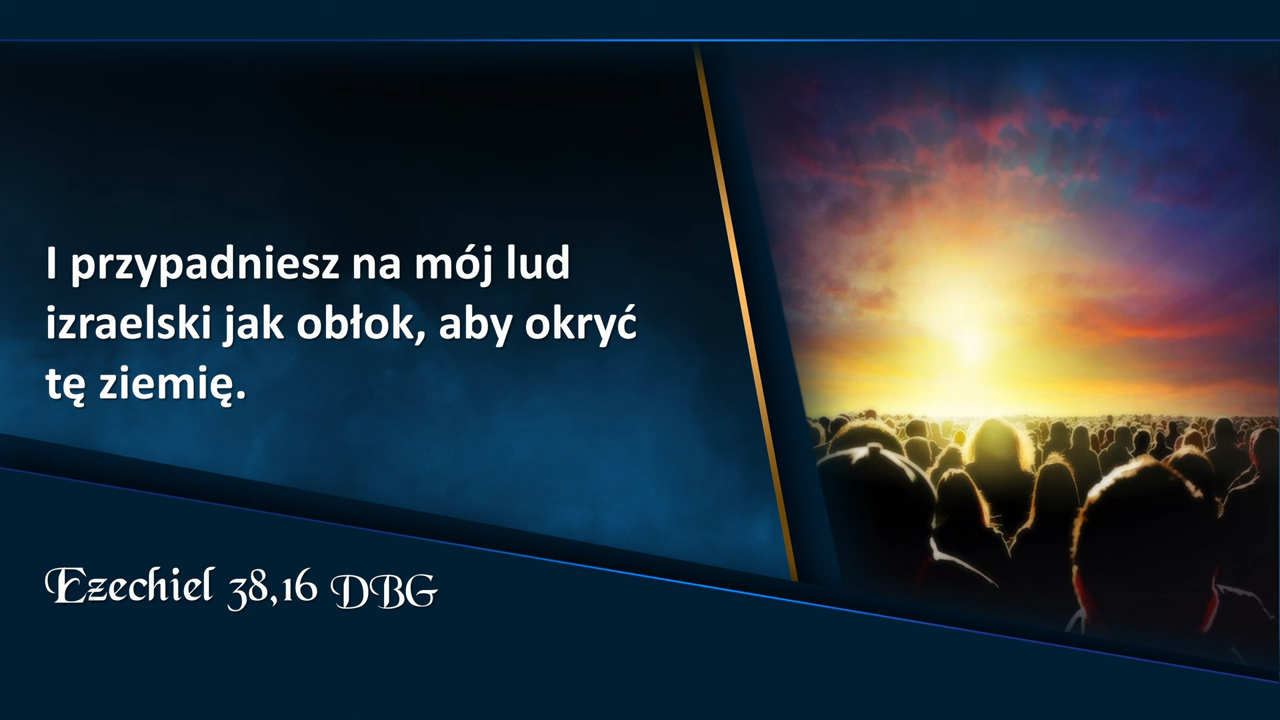 I przypadniesz na mój lud
izraelski jak obłok, aby okryć
tę ziemię.
Ezechiel 38,16 DBG